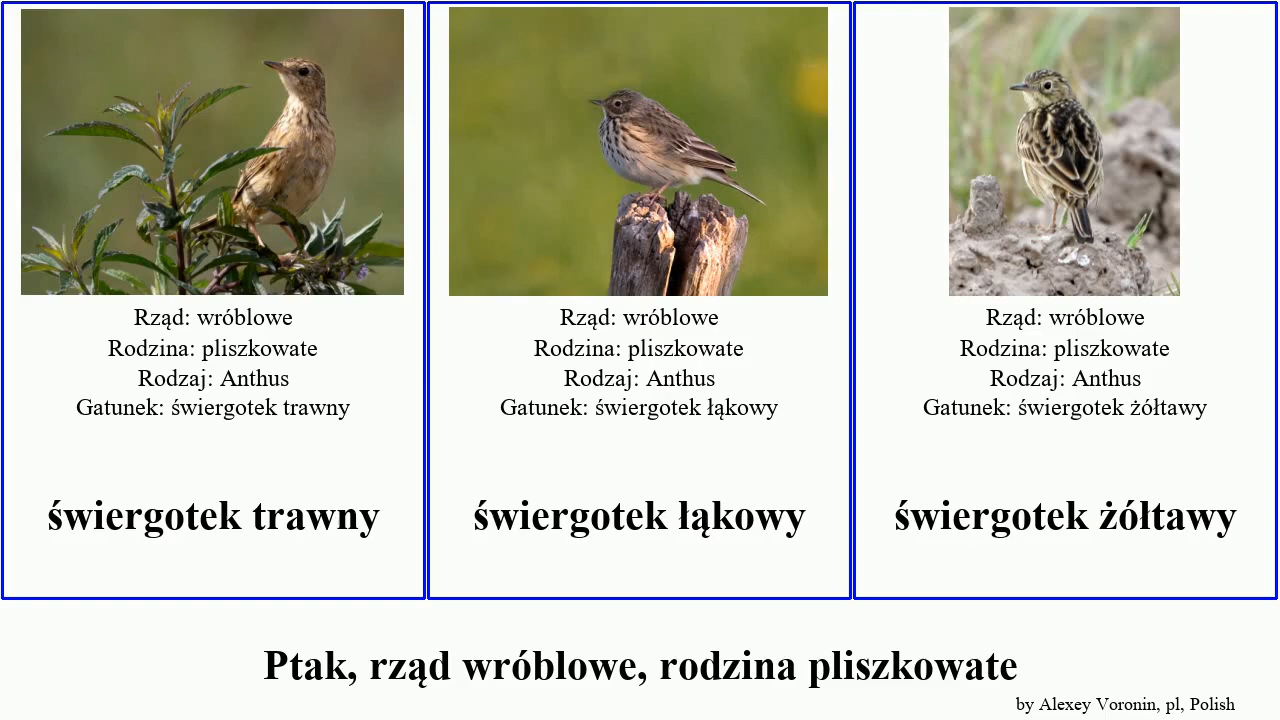 Rząd: wróblowe
Rodzina: pliszkowate
Rodzaj: Anthus
Gatunek: świergotek trawny
świergotek trawny
Rząd: wróblowe
Rodzina: pliszkowate
Rodzaj: Anthus
Gatunek: świergotek łąkowy
świergotek łąkowy
Rząd: wróblowe
Rodzina: pliszkowate
Rodzaj: Anthus
Gatunek: świergotek żółtawy
świergotek żółtawy
Ptak, rząd wróblowe, rodzina pliszkowate
by Alexey Voronin, pl, Polish